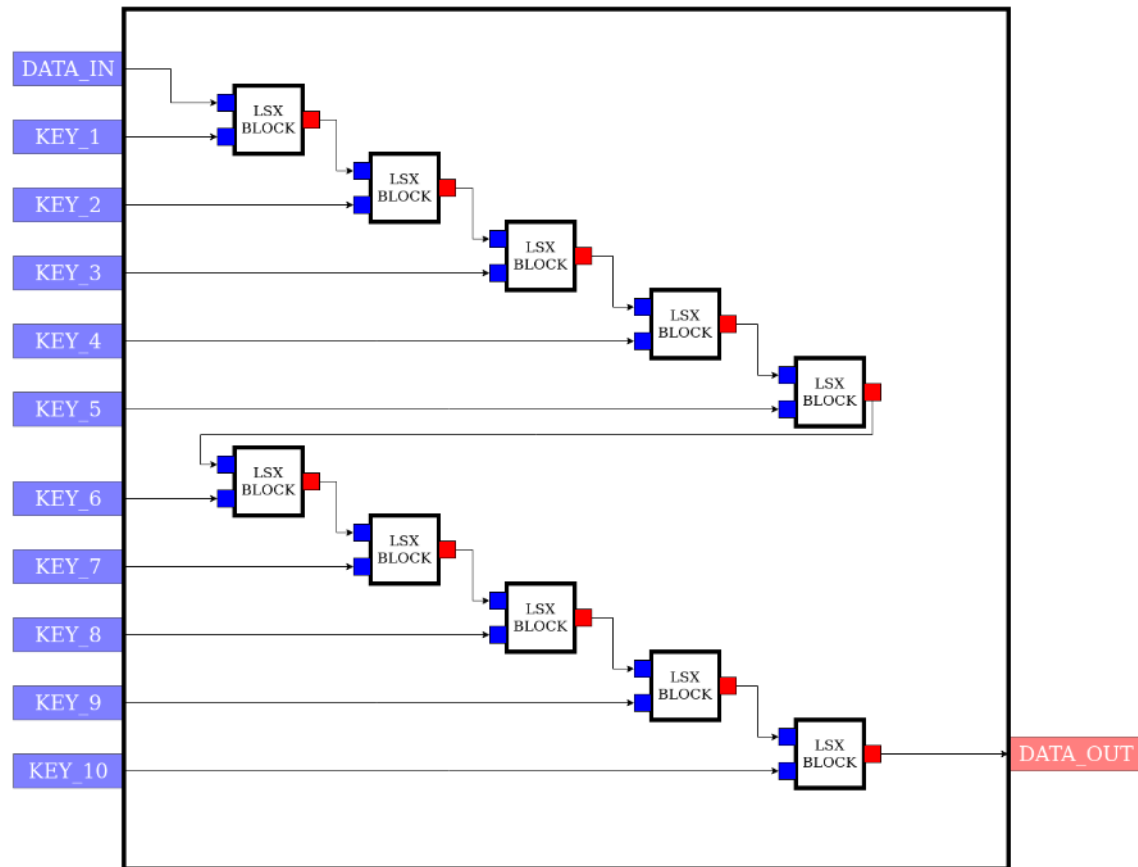 DATA_IN
LSX
BLOCK
KEY_1
LSX
BLOCK
KEY_2
LSX
BLOCK
KEY_3
LSX
BLOCK
KEY_4
LSX
BLOCK
KEY_5
LSX
BLOCK
KEY_6
LSX
BLOCK
KEY_7
LSX
BLOCK
KEY_8
LSX
BLOCK
KEY_9
LSX
BLOCK
DATA_OUT
KEY_10